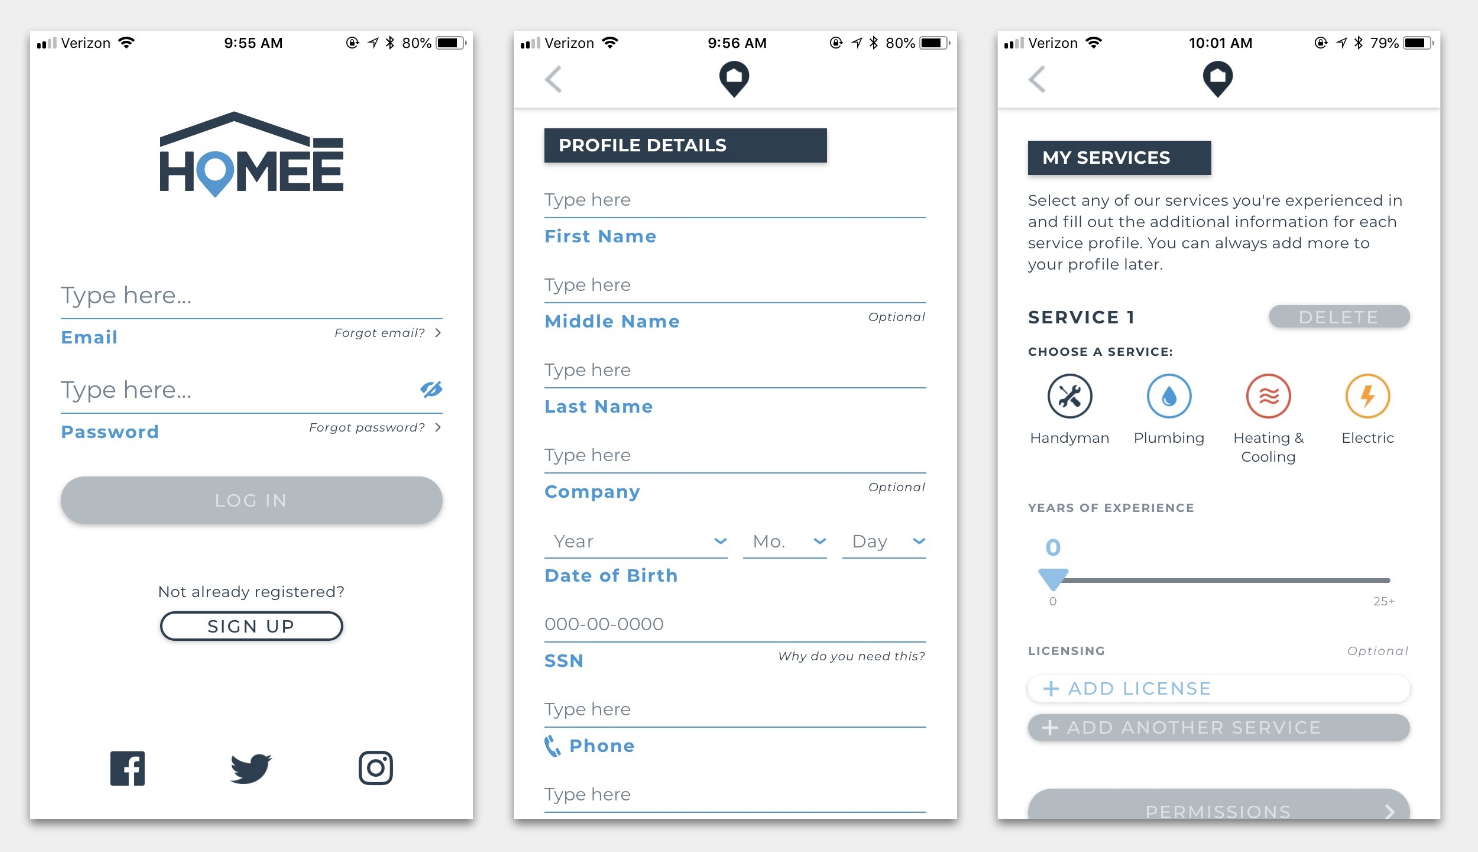 Verizon 9:55 AM 80%
HOMEE
Type here...
Email Forgot email?
Type here...
Password Forgot password?
LOG IN
Not already registered?
SIGN UP
Verizon 9:56 AM 80%
PROFILE DETAILS
Type here
First Name
Type here
Middle Name Optional
Type here
Last Name
Type here
Company Optional
Year Mo. Day
Date of Birth
000-00-0000
SSN Why do you need this?
Type here
Phone
Type here
Verizon 10:01 AM 79%
MY SERVICES
Select any of our services you're experienced in
and fill out the additional information for each
service profile. You can always add more to
your profile later.
SERVICE 1 DELETE
CHOOSE A SERVICE:
Handyman Plumbing Heating & Electric
Cooling
YEARS OF EXPERIENCE
0
0 25+
LICENSING Optional
+ ADD LICENSE
+ ADD ANOTHER SERVICE
PERMISSIONS